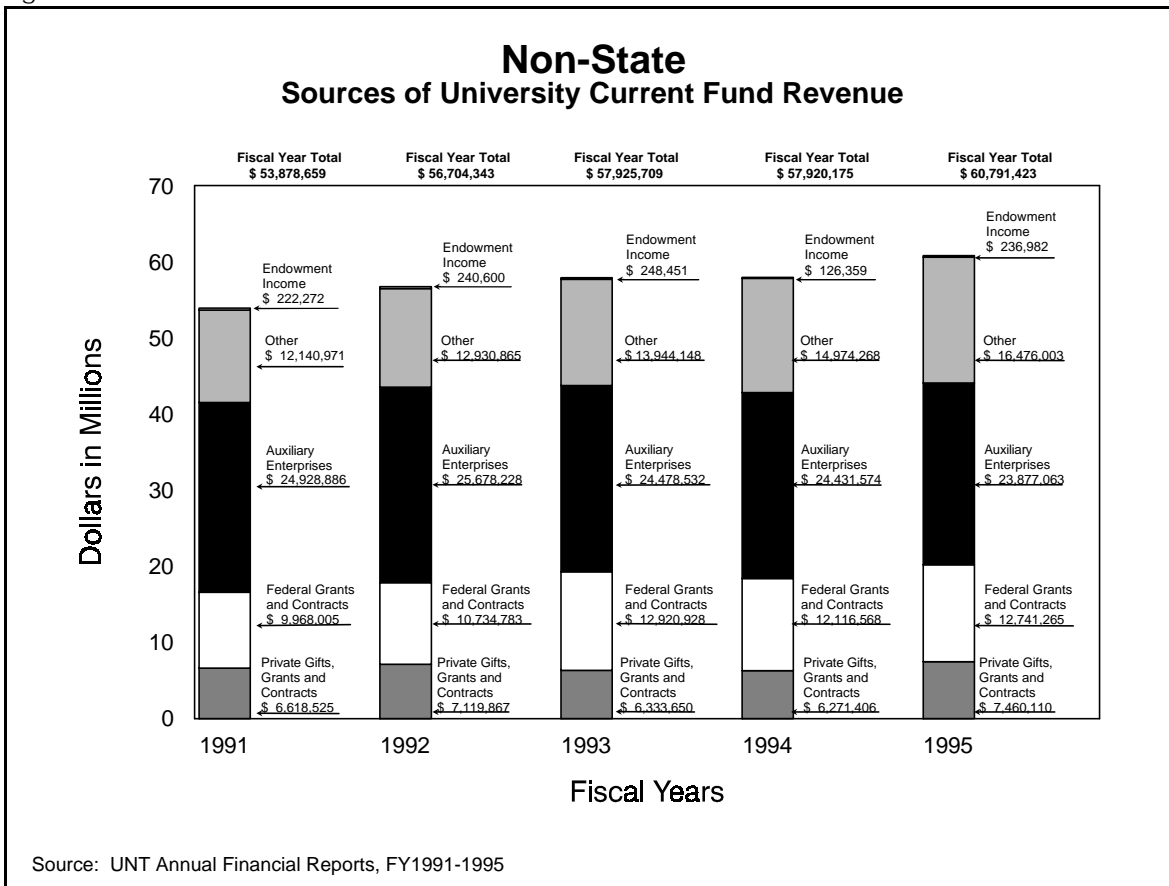 Non-State
Sources of University Current Fund Revenue
Fiscal Year Total
$ 53,878,659
Fiscal Year Total
$ 56,704,343
Fiscal Year Total
$ 57,925,709
Fiscal Year Total
$ 57,920,175
Fiscal Year Total
$ 60,791,423
Dollars in Millions
70
60
50
40
30
20
10
0
Endowment
Income
$ 222,272
Other
$ 12,140,971
Auxiliary
Enterprises
$ 24,928,886
Federal Grants
and Contracts
$ 9,968,005
Private Gifts,
Grants and
Contracts
$ 6,618,525
Endowment
Income
$ 240,600
Other
$ 12,930,865
Auxiliary
Enterprises
$ 25,678,228
Federal Grants
and Contracts
$ 10,734,783
Private Gifts,
Grants and
Contracts
$ 7,119,867
Endowment
Income
$ 248,451
Other
$ 13,944,148
Auxiliary
Enterprises
$ 24,478,532
Federal Grants
and Contracts
$ 12,920,928
Private Gifts,
Grants and
Contracts
$ 6,333,650
Endowment
Income
$ 126,359
Other
$ 14,974,268
Auxiliary
Enterprises
$ 24,431,574
Federal Grants
and Contracts
$ 12,116,568
Private Gifts,
Grants and
Contracts
$ 6,271,406
Endowment
Income
$ 236,982
Other
$ 16,476,003
Auxiliary
Enterprises
$ 23,877,063
Federal Grants
and Contracts
$ 12,741,265
Private Gifts,
Grants and
Contracts
$ 7,460,110
1991
1992
1993
1994
1995
Fiscal Years
Source: UNT Annual Financial Reports, FY1991-1995